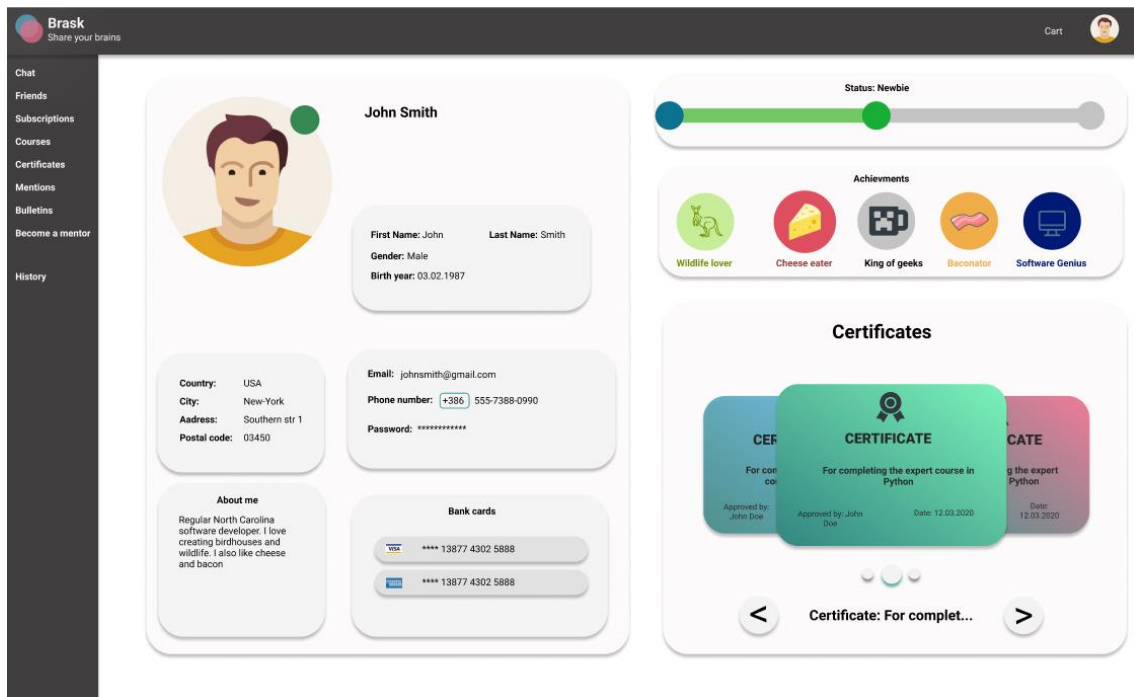 Brask
Share your brains
Cart
Chat
Friends
Subscriptions
Courses
Certificates
Mentions
Bulletins
Become a mentor
History
John Smith
First Name: John Last Name: Smith
Gender: Male
Birth year: 03.02.1987
Country: USA
City: New-York
Aadress: Southern str 1
Postal code: 03450
Email: johnsmith@gmail.com
Phone number: +386 555-7388-0990
Password: ************
About me
Regular North Carolina
software developer. I love
creating birdhouses and
wildlife. I also like cheese
and bacon
Bank cards
VISA **** 13877 4302 5888
**** 13877 4302 5888
Status: Newbie
Achievments
Wildlife lover
Cheese eater
King of geeks
Baconator
Software Genius
Certificates
CER
For con
co
Approved by:
John Doe
CERTIFICATE
For completing the expert course in
Python
Approved by: John
Doe
Date: 12.03.2020
CATE
g the expert
Python
Date:
12.03.2020
< Certificate: For complet... >